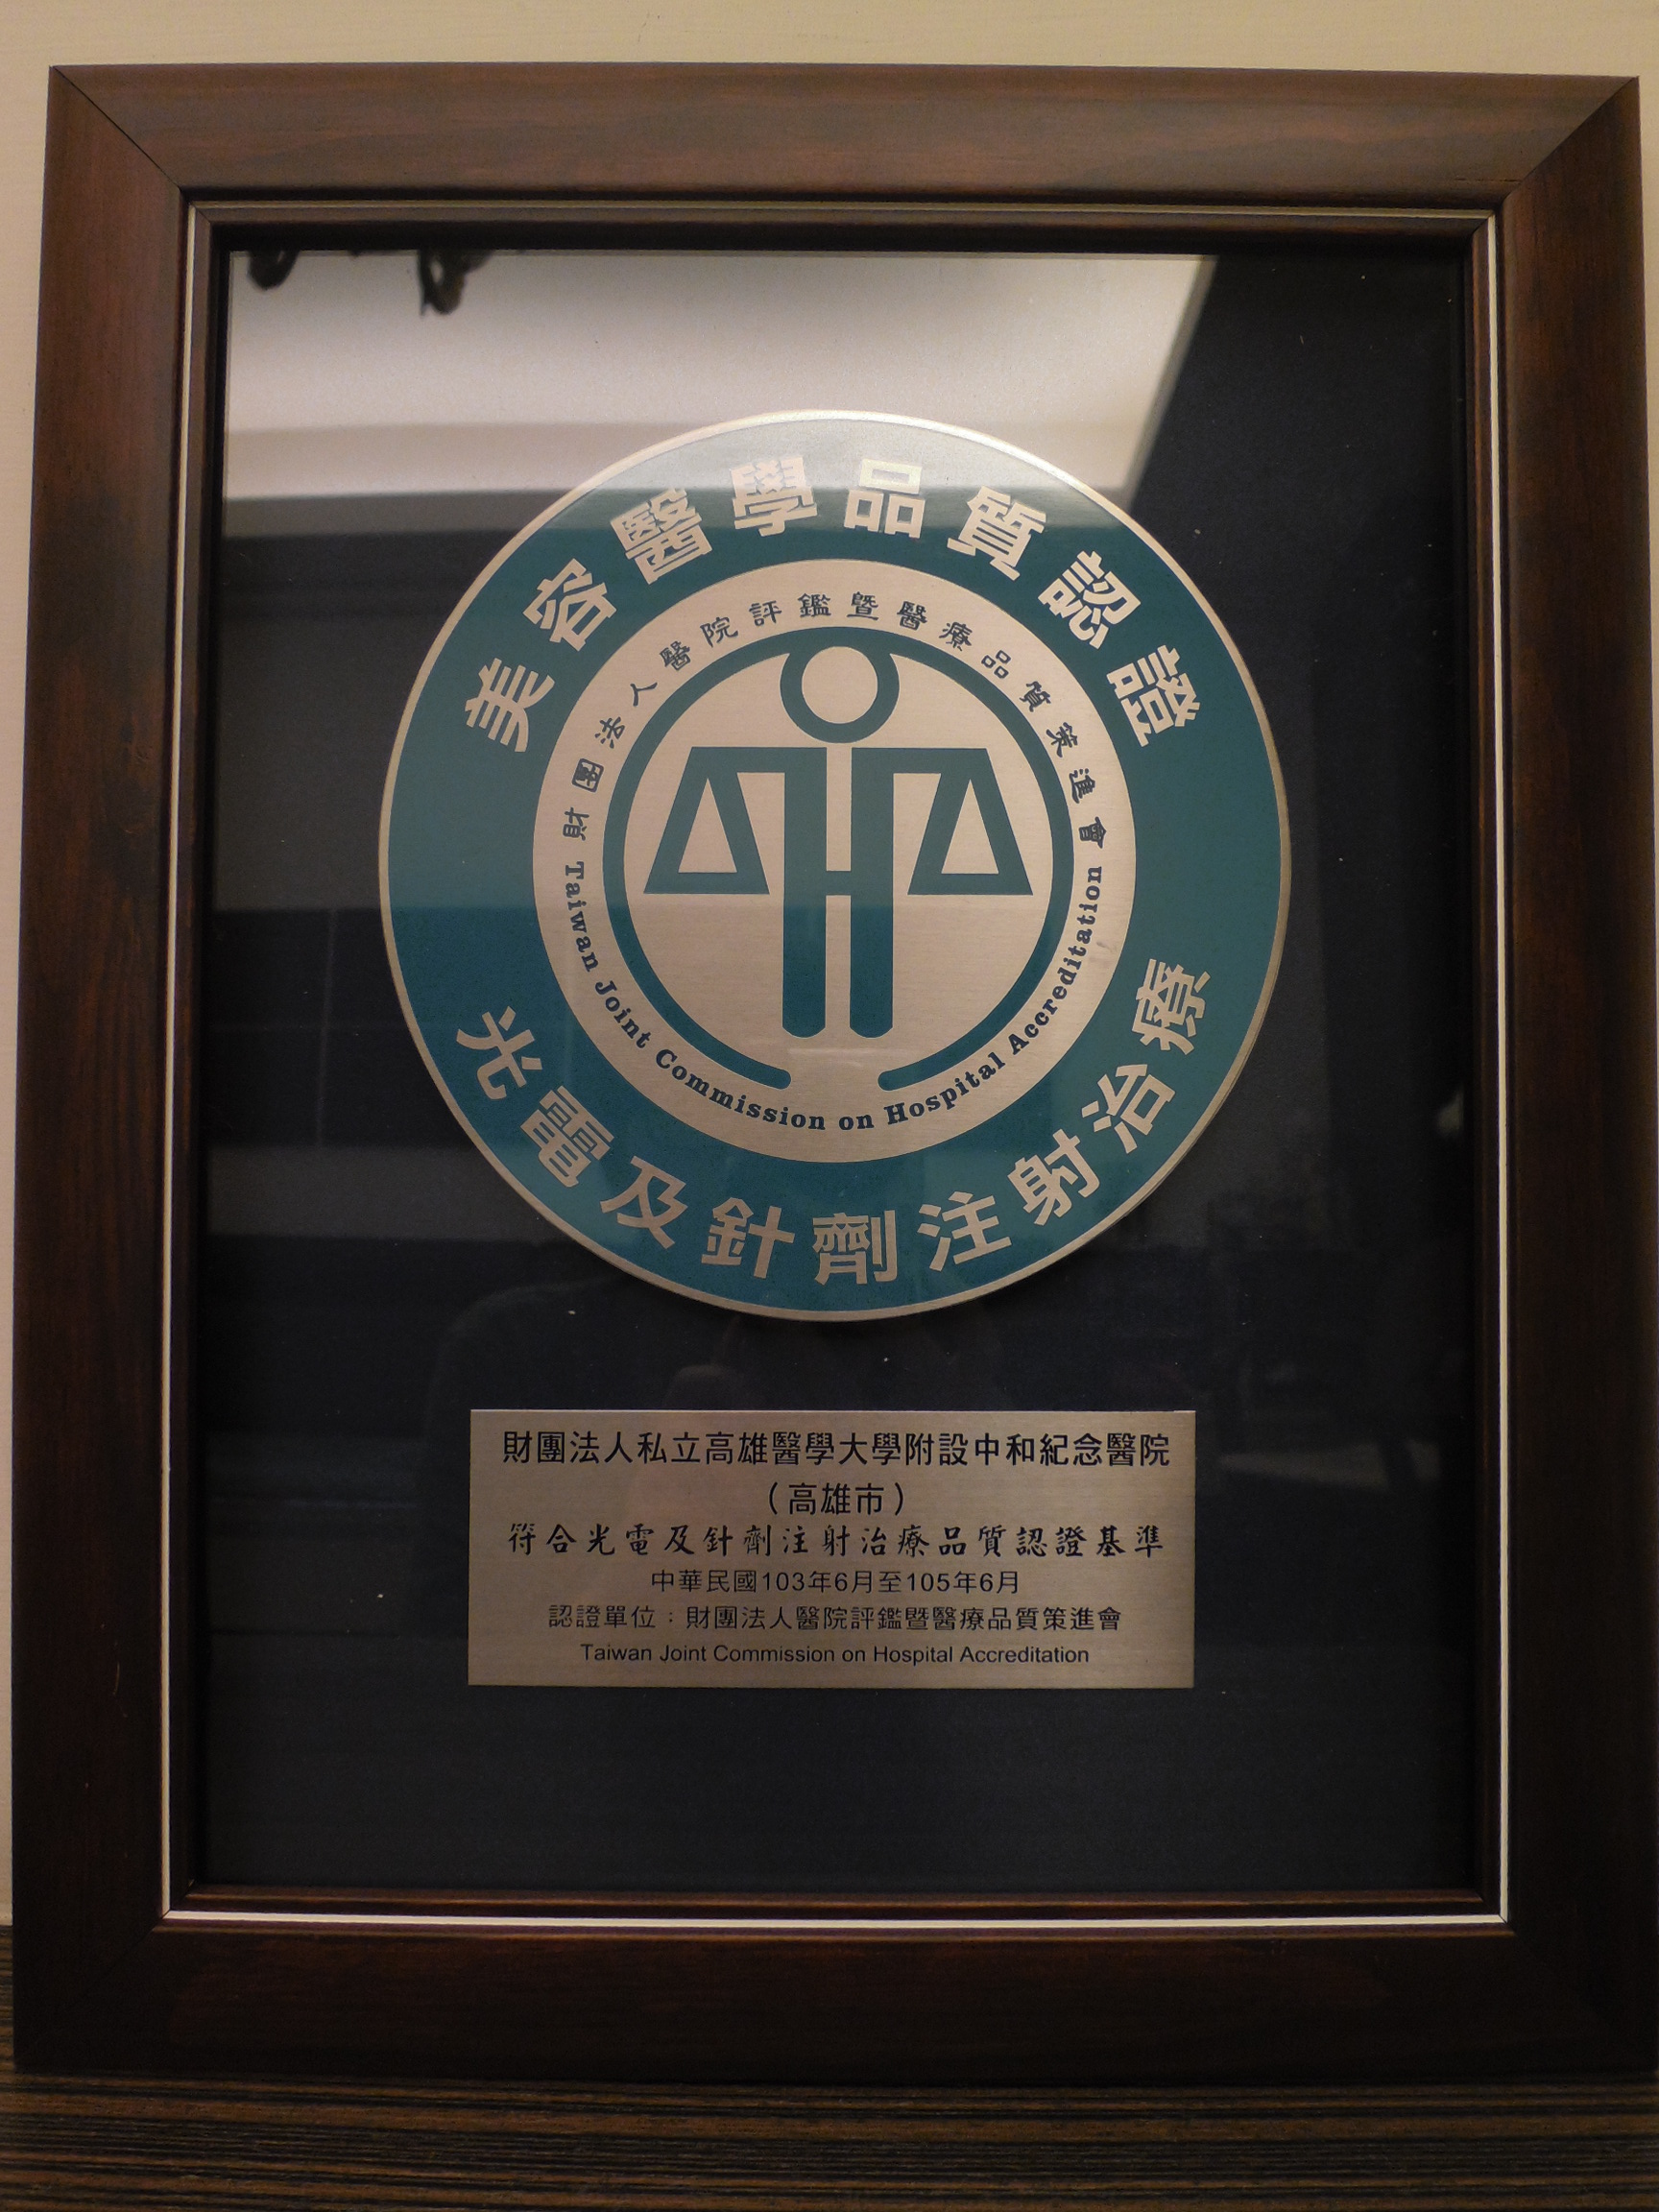 美容醫學品質認證
財團法人醫院評鑑暨醫療品質策進會
Taiwan Joint Commission on Hospital Accreditation
光電及針劑注射治療
財團法人私立高雄醫學大學附設中和紀念醫院
（高雄市）
符合光電及針劑注射治療品質認證基準
中華民國103年6月至105年6月
認證單位：財團法人醫院評鑑暨醫療品質策進會
Taiwan Joint Commission on Hospital Accreditation